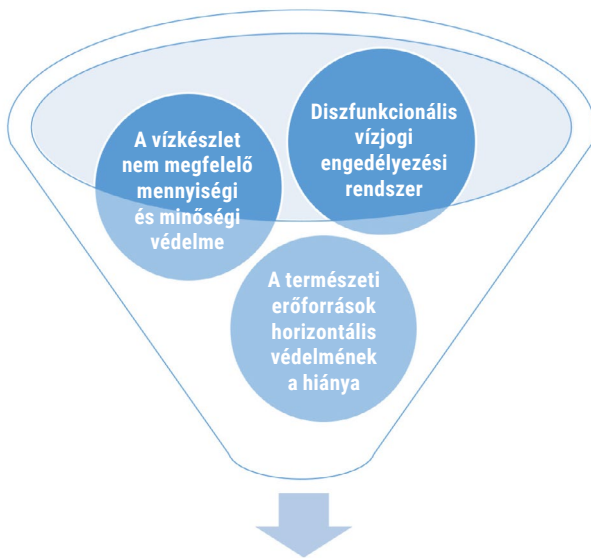 A vízkészlet
nem megfelelő
mennyiségi
és minőségi
védelme
Diszfunkcionális
vízjogi
engedélyezési
rendszer
A természeti
erőforrások
horizontális
védelmének
a hiánya